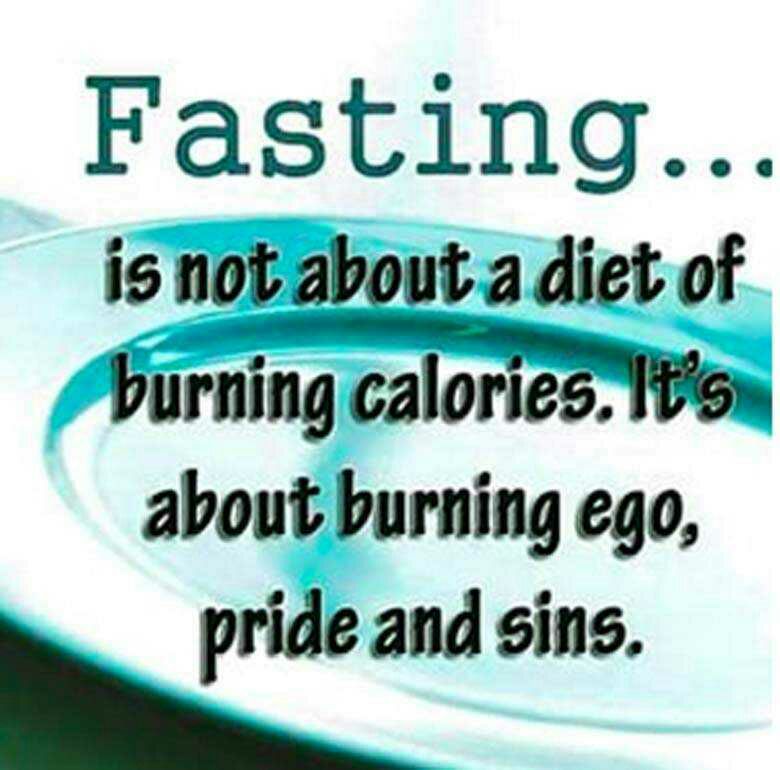 Fasting...
is not about a diet of
burning calories. It's
about burning ego,
pride and sins.